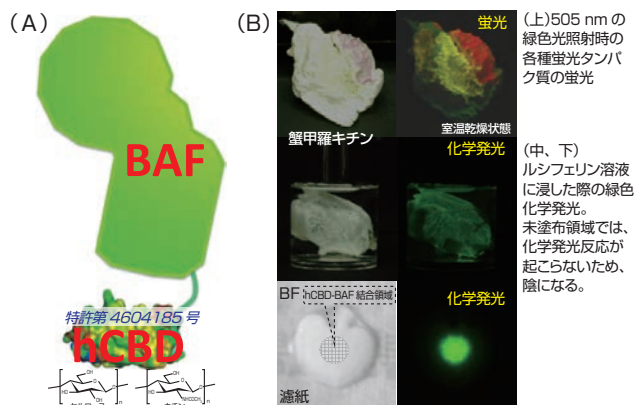 (A)
BAF
特許第4604185号
hCBD
(B)
蛍光
室温乾燥状態
蟹甲羅キチン
化学発光
BF
hCBD-BAF 結合領域
化学発光
濾紙
(上)505 nm の
緑色光照射時の
各種蛍光タンパ
ク質の蛍光
(中、下)
ルシフェリン溶液
に浸した際の緑色
化学発光。
未塗布領域では、
化学発光反応が
起こらないため、
陰になる。